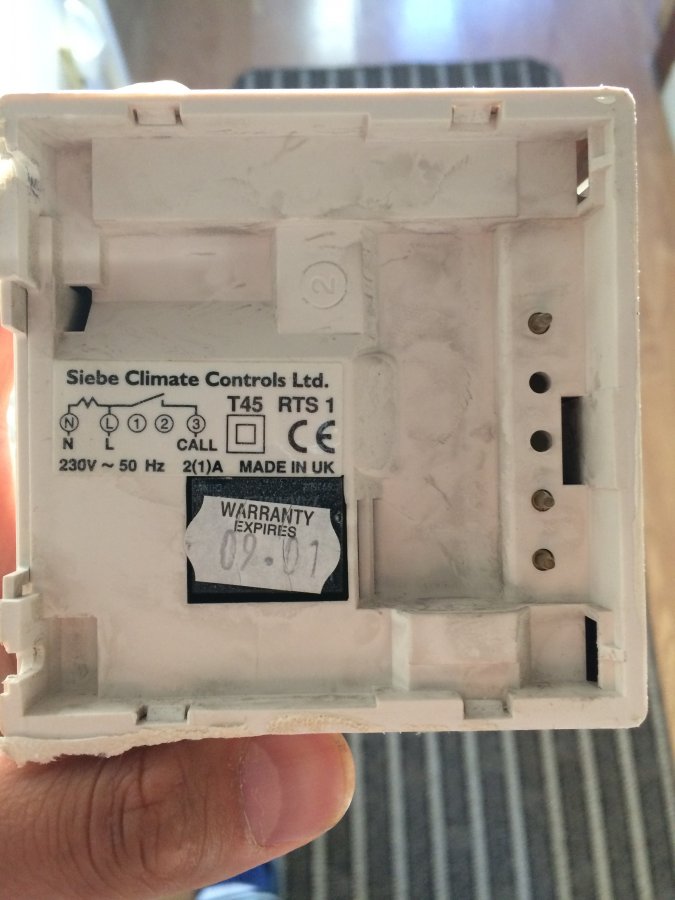 2
Siebe Climate Controls Ltd.
T45 RTS 1
N L 1 2 3
N L CALL
CE
230V ~ 50 Hz 2(1)A MADE IN UK
WARRANTY
EXPIRES
09.01